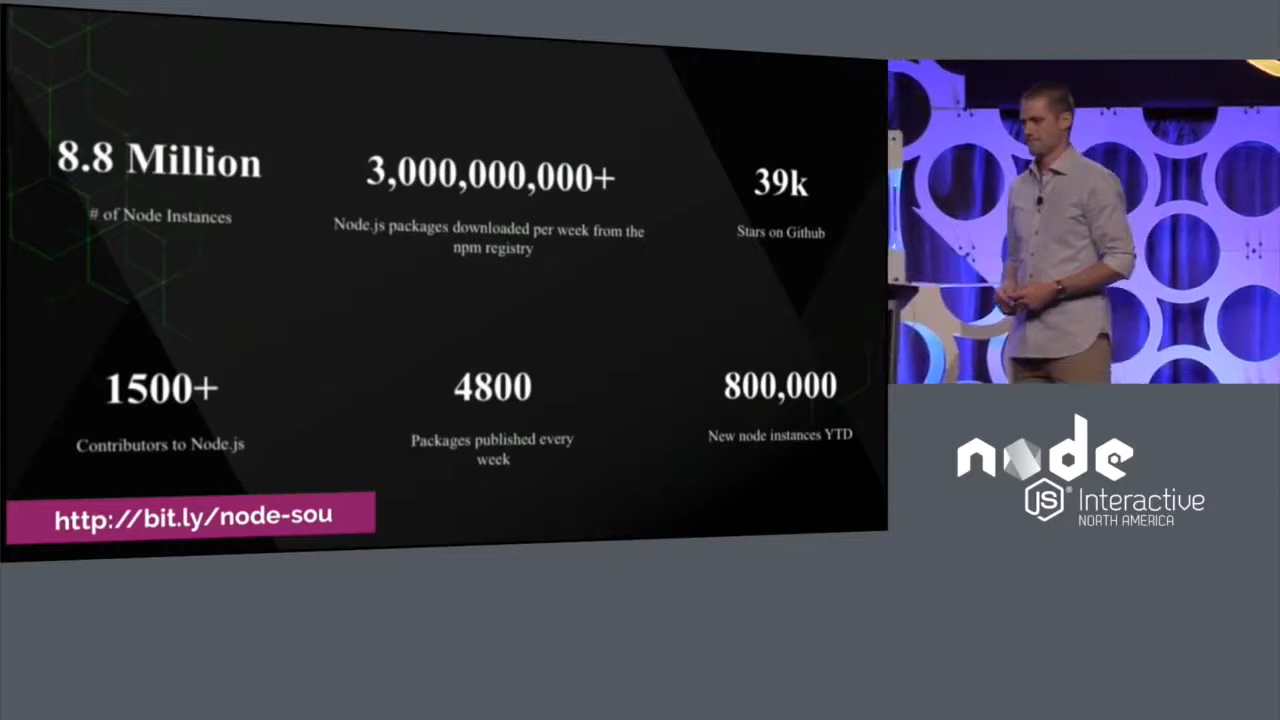 8.8 Million
# of Node Instances
3,000,000,000+
Node.js packages downloaded per week from the
npm registry
39k
Stars on Github
1500+
Contributors to Node.js
4800
Packages published every
week
800,000
New node instances YTD
http://bit.ly/node-sou
node
JS® Interactive
NORTH AMERICA